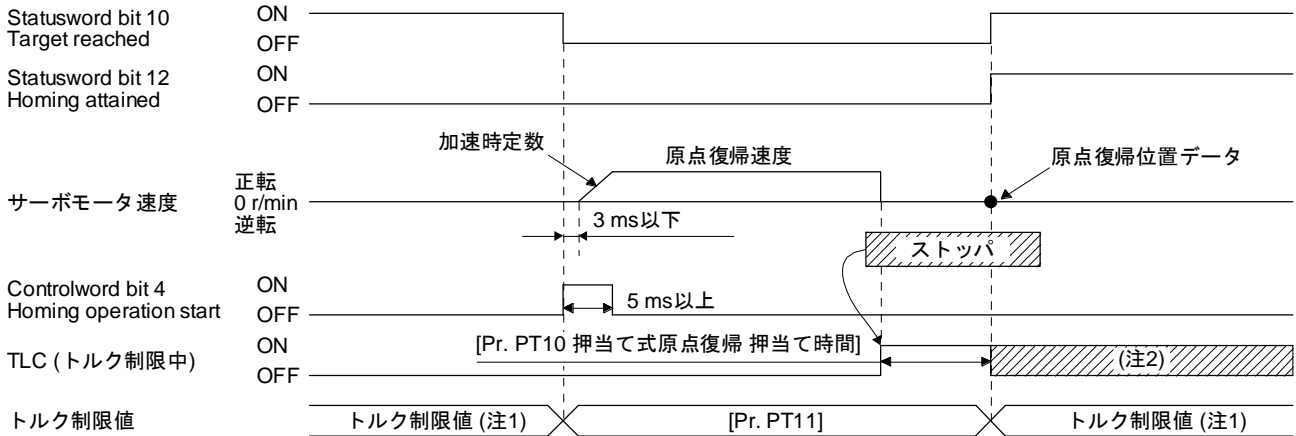 Statusword bit 10
Target reached
ON
OFF
Statusword bit 12
Homing attained
ON
OFF
加速時定数
原点復帰速度
原点復帰位置データ
サーボモータ速度
正転
0 r/min
逆転
3 ms以下
ストッパ
Controlword bit 4
Homing operation start
ON
OFF
5 ms以上
TLC (トルク制限中)
ON
OFF
[Pr. PT10 押当て式原点復帰 押当て時間]
(注2)
トルク制限値
トルク制限値 (注1)
[Pr. PT11]
トルク制限値 (注1)